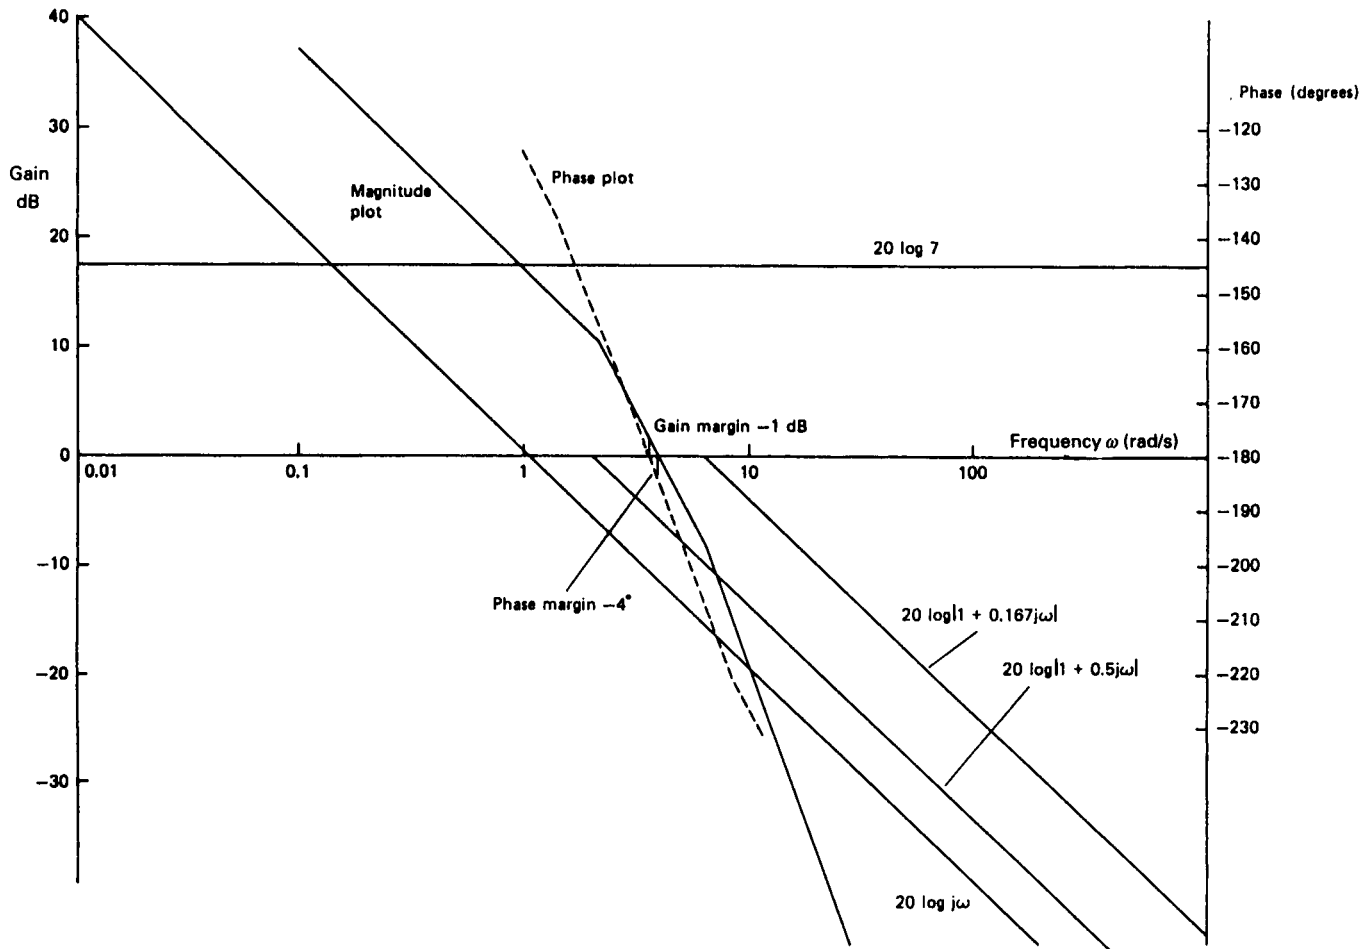 40
30
Gain
dB
20
10
0
−10
−20
−30
Magnitude
plot
Phase plot
20 log 7
Phase (degrees)
−120
−130
−140
−150
−160
−170
−180
−190
−200
−210
−220
−230
Gain margin −1 dB
Frequency ω (rad/s)
0.01
0.1
1
10
100
Phase margin −4°
20 log|1 + 0.167jω|
20 log|1 + 0.5jω|
20 log jω